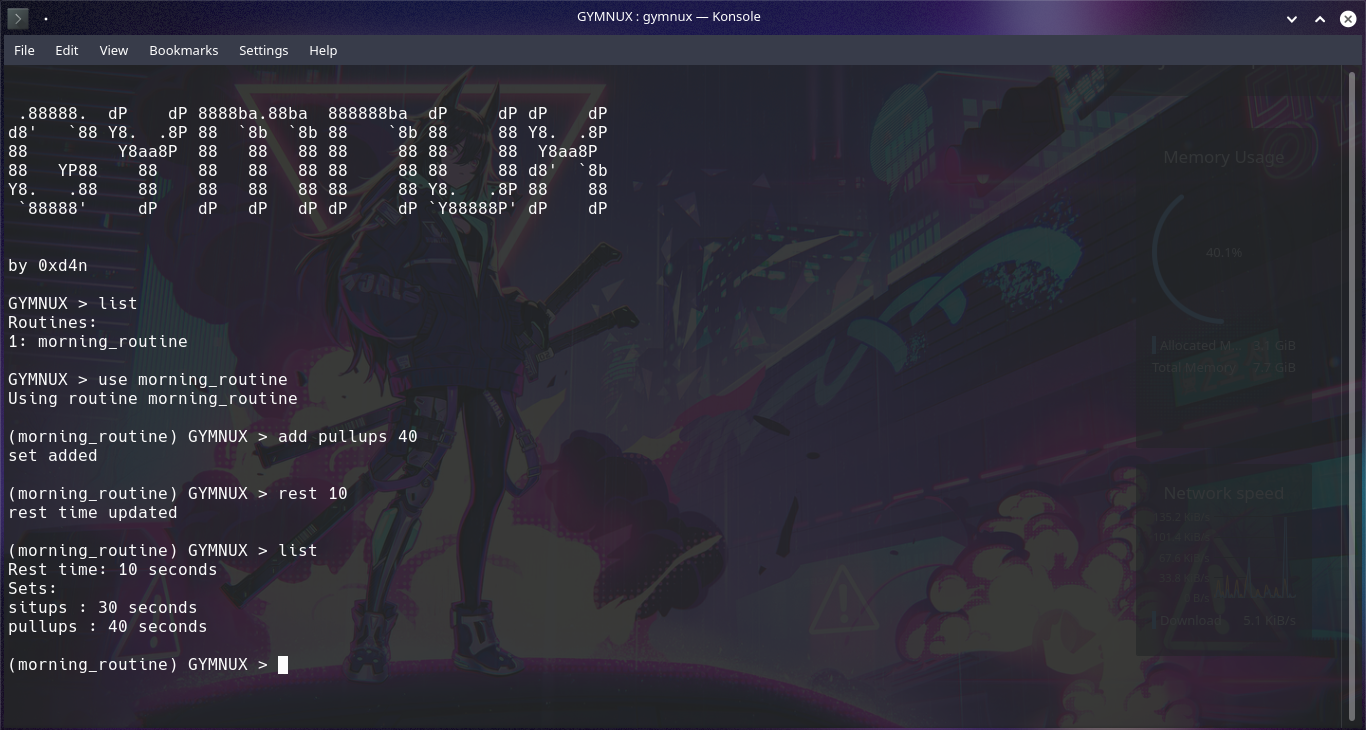 GYMNUX : gymnux — Konsole
File Edit View Bookmarks Settings Help
 .88888.  dP     dP 8888ba.88ba  888888ba  dP     dP dP    dP
d8'   `88 Y8.  .8P 88  `8b  `8b 88    `8b 88     88 Y8.  .8P
88         Y8aa8P  88   88   88 88     88 88     88  Y8aa8P
88   YP88    88    88   88   88 88     88 88     88 d8'  `8b
Y8.   .88    88    88   88   88 88     88 Y8.   .8P 88    88
 `88888'     dP    dP   dP   dP dP     dP `Y88888P' dP    dP
by 0xd4n
GYMNUX > list
Routines:
1: morning_routine
GYMNUX > use morning_routine
Using routine morning_routine
(morning_routine) GYMNUX > add pullups 40
set added
(morning_routine) GYMNUX > rest 10
rest time updated
(morning_routine) GYMNUX > list
Rest time: 10 seconds
Sets:
situps : 30 seconds
pullups : 40 seconds
(morning_routine) GYMNUX >
Memory Usage
40.1%
Allocated M... 3.1 GiB
Total Memory 7.7 GiB
Network speed
135.2 KiB/s
Download 5.1 KiB/s